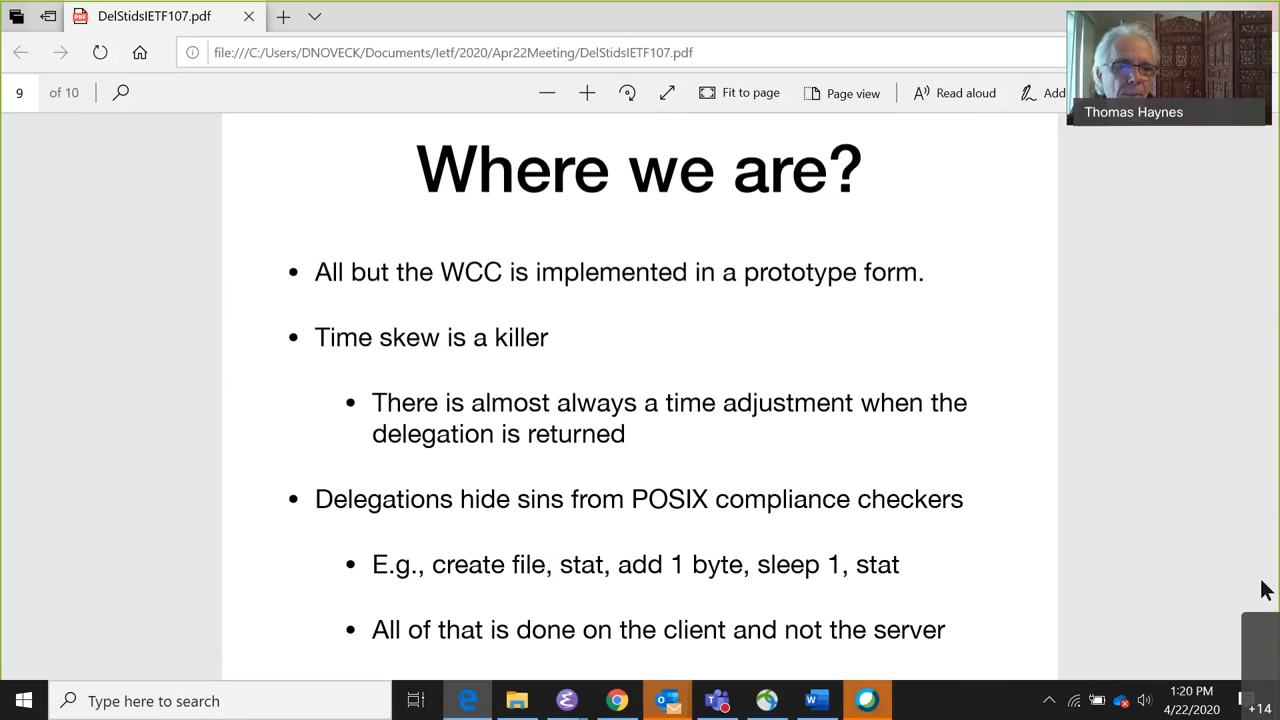 DelStidsIETF107.pdf
file:///C:/Users/DNOVECK/Documents/Ietf/2020/Apr22Meeting/DelStidsIETF107.pdf
9 of 10 Fit to page Page view Read aloud Add
Thomas Haynes
Where we are?
• All but the WCC is implemented in a prototype form.
• Time skew is a killer
• There is almost always a time adjustment when the
delegation is returned
• Delegations hide sins from POSIX compliance checkers
• E.g., create file, stat, add 1 byte, sleep 1, stat
• All of that is done on the client and not the server
Type here to search
1:20 PM
4/22/2020
+14